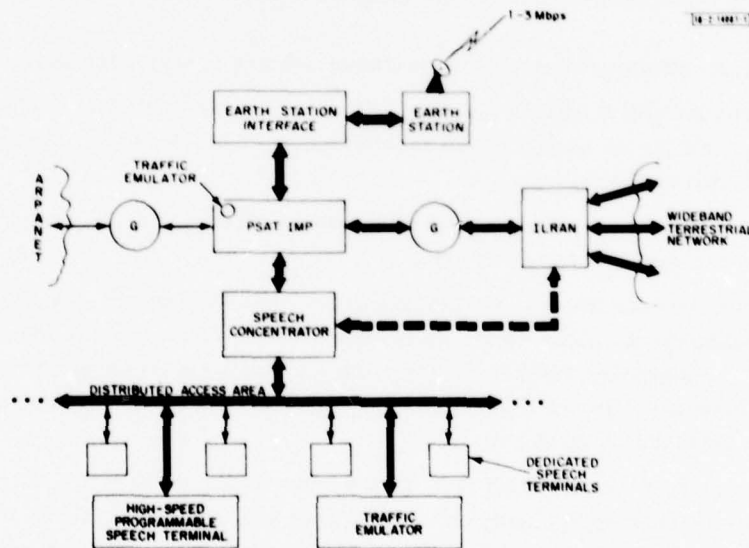 1-3 Mbps
EARTH STATION
INTERFACE
EARTH
STATION
TRAFFIC
EMULATOR
ARPANET
G
PSAT IMP
G
ILRAN
WIDEBAND
TERRESTRIAL
NETWORK
SPEECH
CONCENTRATOR
DISTRIBUTED ACCESS AREA
DEDICATED
SPEECH
TERMINALS
HIGH-SPEED
PROGRAMMABLE
SPEECH TERMINAL
TRAFFIC
EMULATOR